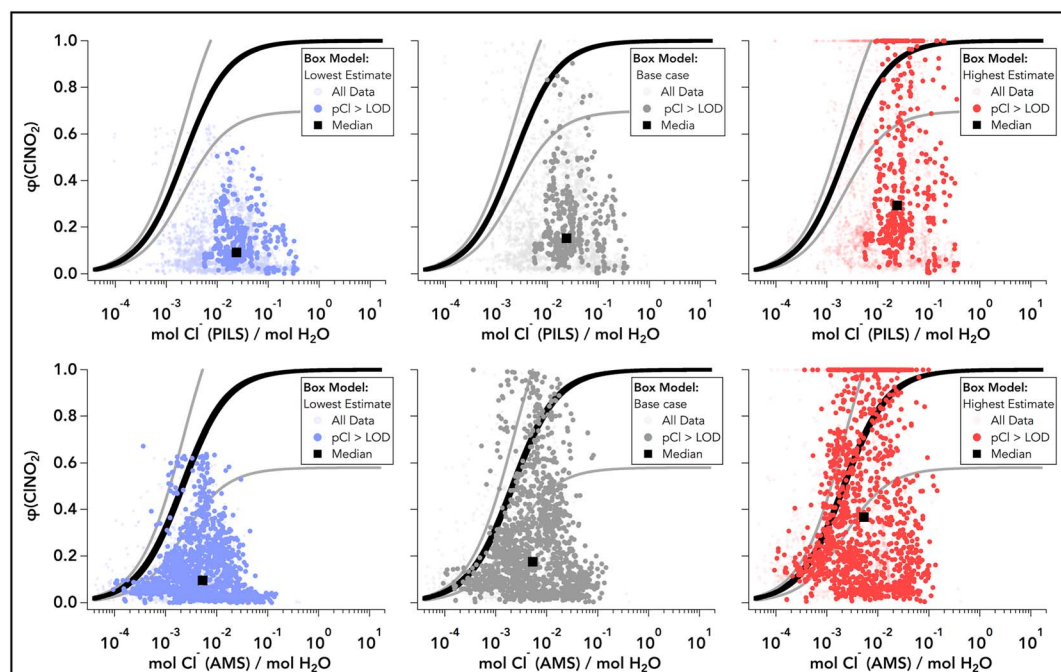 1.0
0.8
0.6
0.4
0.2
0.0
φ(ClNO₂)
10⁻⁴ 10⁻³ 10⁻² 10⁻¹ 10⁰ 10¹
mol Cl⁻ (PILS) / mol H₂O
Box Model:
Lowest Estimate
All Data
pCl > LOD
Median
10⁻⁴ 10⁻³ 10⁻² 10⁻¹ 10⁰ 10¹
mol Cl⁻ (PILS) / mol H₂O
Box Model:
Base case
All Data
pCl > LOD
Media
10⁻⁴ 10⁻³ 10⁻² 10⁻¹ 10⁰ 10¹
mol Cl⁻ (PILS) / mol H₂O
Box Model:
Highest Estimate
All Data
pCl > LOD
Median
1.0
0.8
0.6
0.4
0.2
0.0
φ(ClNO₂)
10⁻⁴ 10⁻³ 10⁻² 10⁻¹ 10⁰ 10¹
mol Cl⁻ (AMS) / mol H₂O
Box Model:
Lowest Estimate
All Data
pCl > LOD
Median
10⁻⁴ 10⁻³ 10⁻² 10⁻¹ 10⁰ 10¹
mol Cl⁻ (AMS) / mol H₂O
Box Model:
Base case
All Data
pCl > LOD
Median
10⁻⁴ 10⁻³ 10⁻² 10⁻¹ 10⁰ 10¹
mol Cl⁻ (AMS) / mol H₂O
Box Model:
Highest Estimate
All Data
pCl > LOD
Median